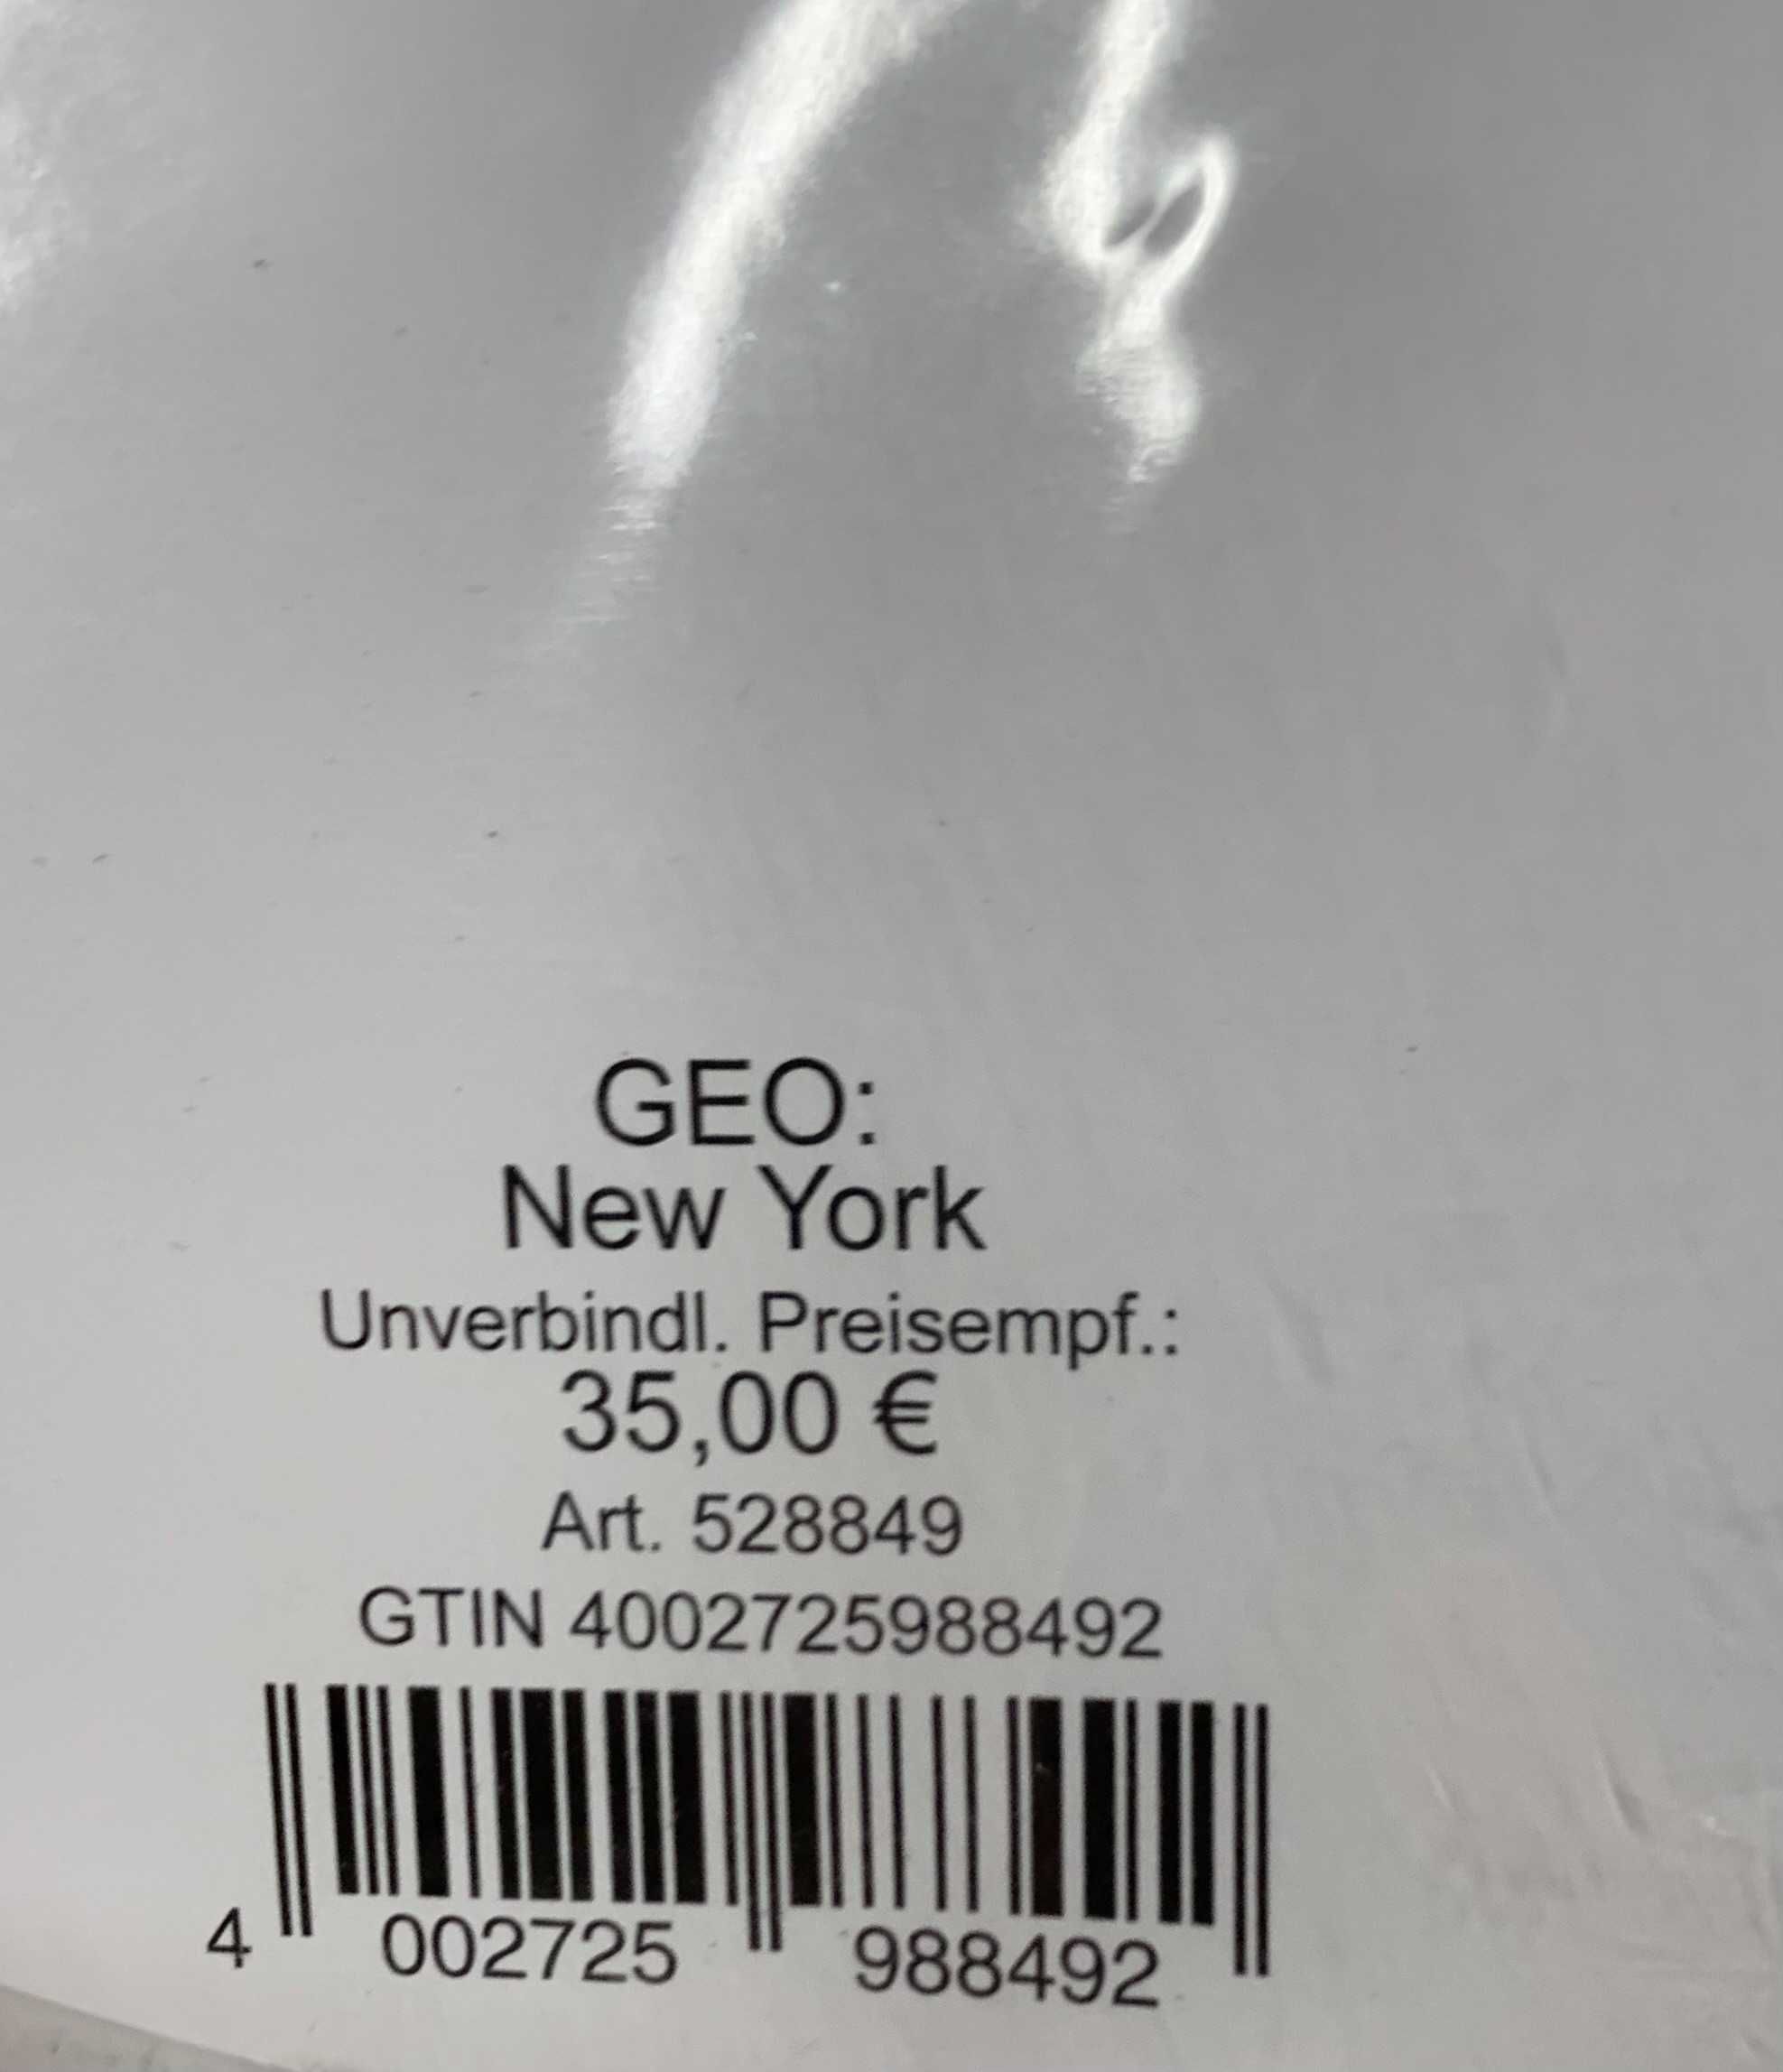 GEO:
New York
Unverbindl. Preisempf.:
35,00 €
Art. 528849
GTIN 4002725988492
4 002725 988492